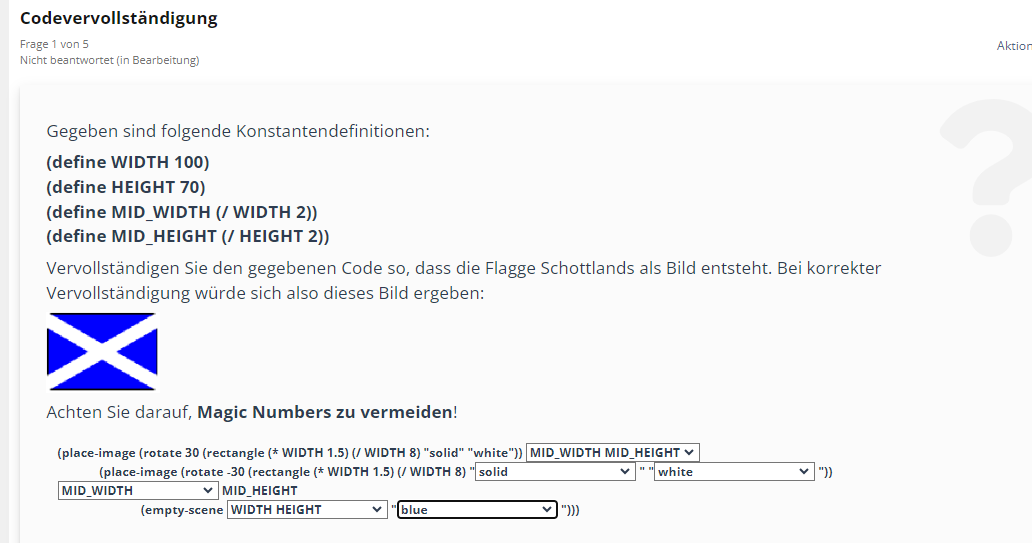 Codevervollständigung
Frage 1 von 5
Aktion
Nicht beantwortet (in Bearbeitung)
Gegeben sind folgende Konstantendefinitionen:
(define WIDTH 100)
(define HEIGHT 70)
(define MID_WIDTH (/ WIDTH 2))
(define MID_HEIGHT (/ HEIGHT 2))
Vervollständigen Sie den gegebenen Code so, dass die Flagge Schottlands als Bild entsteht. Bei korrekter
Vervollständigung würde sich also dieses Bild ergeben:
Achten Sie darauf, Magic Numbers zu vermeiden!
(place-image (rotate 30 (rectangle (* WIDTH 1.5) (/ WIDTH 8) "solid" "white")) MID_WIDTH MID_HEIGHT
(place-image (rotate -30 (rectangle (* WIDTH 1.5) (/ WIDTH 8) "solid " "white "))
MID_WIDTH MID_HEIGHT
(empty-scene WIDTH HEIGHT "blue ")))